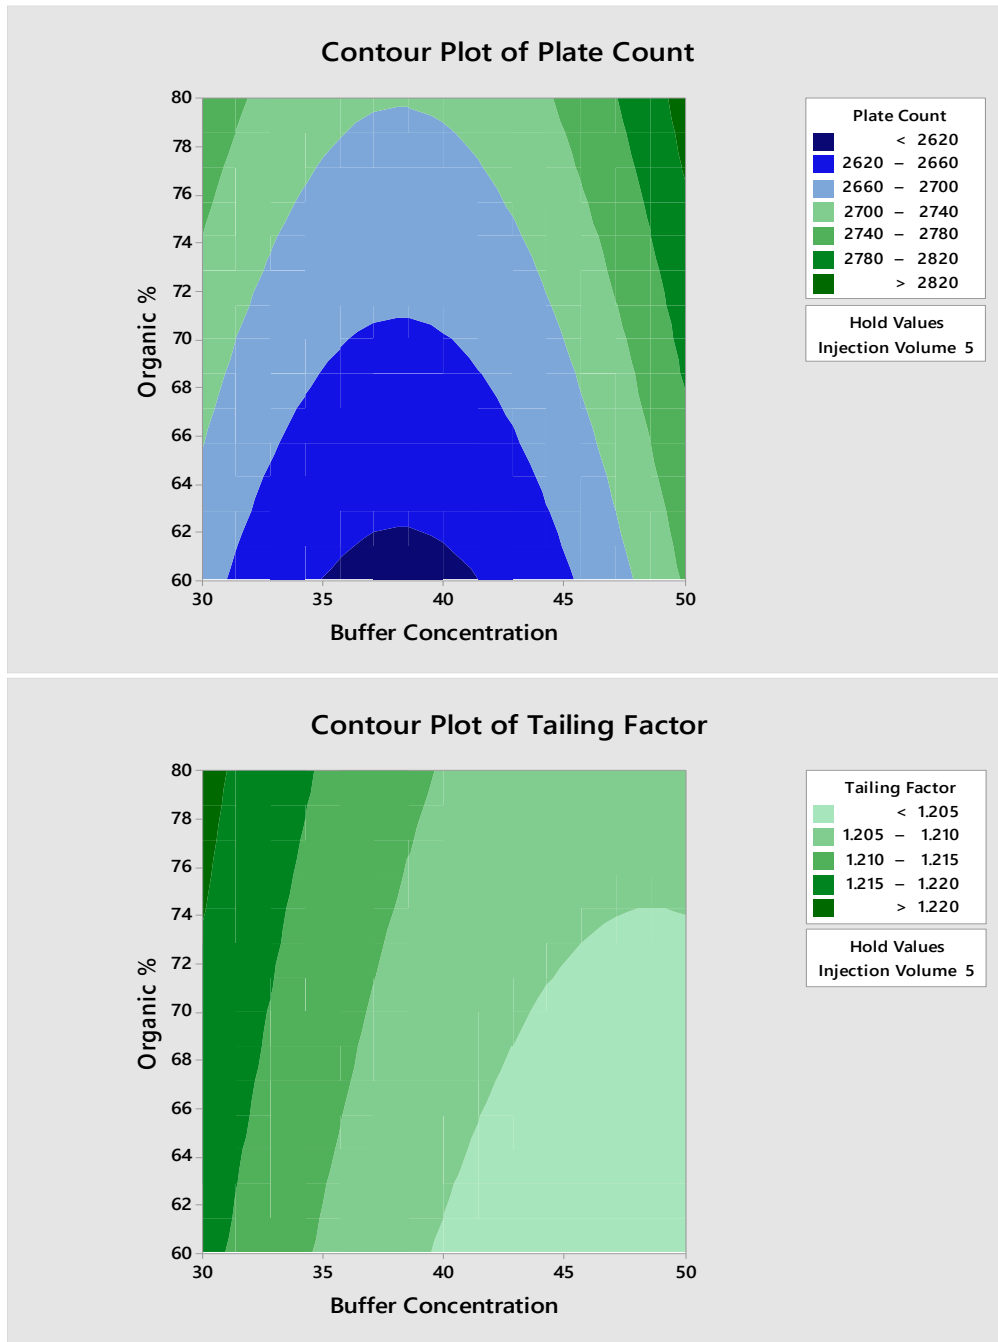 Contour Plot of Plate Count
80
78
76
74
72
70
68
66
64
62
60
Organic %
30 35 40 45 50
Buffer Concentration
Plate Count
< 2620
2620 – 2660
2660 – 2700
2700 – 2740
2740 – 2780
2780 – 2820
> 2820
Hold Values
Injection Volume 5
Contour Plot of Tailing Factor
80
78
76
74
72
70
68
66
64
62
60
Organic %
30 35 40 45 50
Buffer Concentration
Tailing Factor
< 1.205
1.205 – 1.210
1.210 – 1.215
1.215 – 1.220
> 1.220
Hold Values
Injection Volume 5